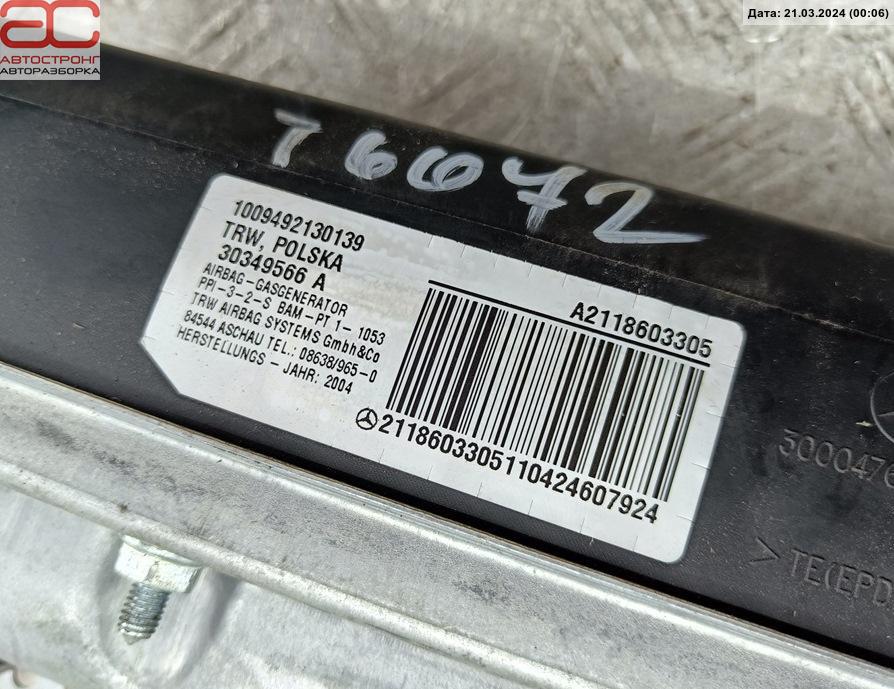 АС
АВТОСТРОНГ
АВТОРАЗБОРКА
Дата: 21.03.2024 (00:06)
76672
1009492130139
TRW, POLSKA
30349566 A
AIRBAG-GASGENERATOR
PPI-3-2-S BAM-PT 1- 1053
TRW AIRBAG SYSTEMS Gmbh&Co
84544 ASCHAU TEL.: 08638/965-0
HERSTELLUNGS - JAHR: 2004
A2118603305
2118603305110424607924
>TE(EPD